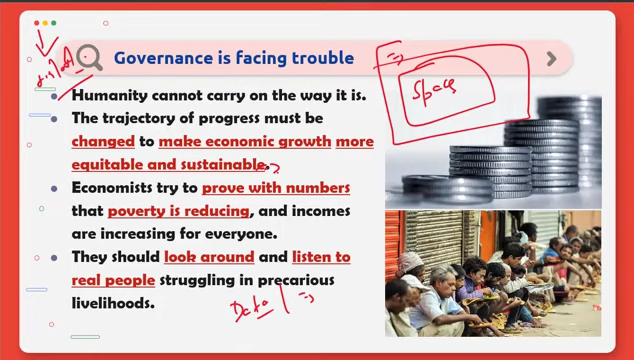 Governance is facing trouble
Humanity cannot carry on the way it is.
The trajectory of progress must be
changed to make economic growth more
equitable and sustainable.
Economists try to prove with numbers
that poverty is reducing, and incomes
are increasing for everyone.
They should look around and listen to
real people struggling in precarious
livelihoods.
Space
Data